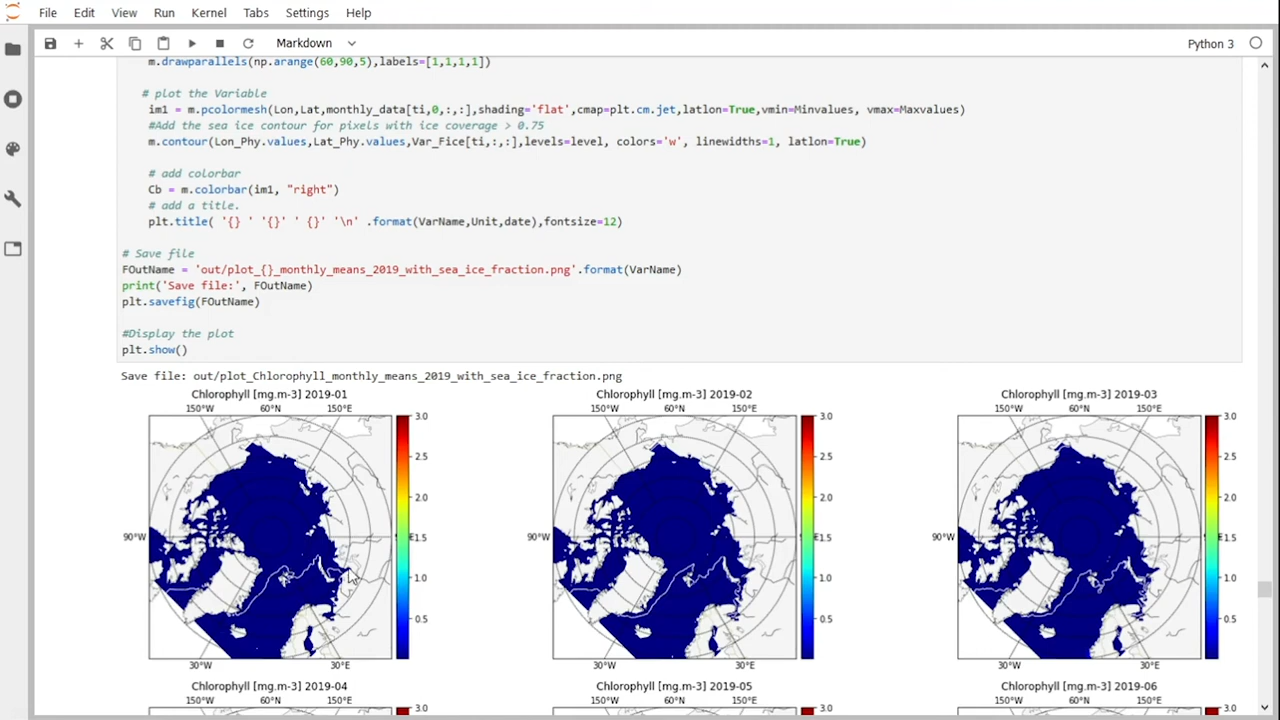 File Edit View Run Kernel Tabs Settings Help
Markdown
Python 3
m.drawparallels(np.arange(60,90,5),labels=[1,1,1,1])
# plot the Variable
im1 = m.pcolormesh(Lon,Lat,monthly_data[ti,0,:,:],shading='flat',cmap=plt.cm.jet,latlon=True,vmin=Minvalues, vmax=Maxvalues)
#Add the sea ice contour for pixels with ice coverage > 0.75
m.contour(Lon_Phy.values,Lat_Phy.values,Var_Fice[ti,:,:],levels=level, colors='w', linewidths=1, latlon=True)
# add colorbar
Cb = m.colorbar(im1, "right")
# add a title.
plt.title( '{} ' '{}' ' {}' '\n' .format(VarName,Unit,date),fontsize=12)
# Save file
FOutName = 'out/plot_{}_monthly_means_2019_with_sea_ice_fraction.png'.format(VarName)
print('Save file:', FOutName)
plt.savefig(FOutName)
#Display the plot
plt.show()
Save file: out/plot_Chlorophyll_monthly_means_2019_with_sea_ice_fraction.png
Chlorophyll [mg.m-3] 2019-01
150°W 60°N 150°E
3.0
2.5
2.0
1.5
1.0
0.5
90°W
30°W 30°E
Chlorophyll [mg.m-3] 2019-02
150°W 60°N 150°E
3.0
2.5
2.0
1.5
1.0
0.5
90°W
30°W 30°E
Chlorophyll [mg.m-3] 2019-03
150°W 60°N 150°E
3.0
2.5
2.0
1.5
1.0
0.5
90°W
30°W 30°E
Chlorophyll [mg.m-3] 2019-04
150°W 60°N 150°E
3.0
Chlorophyll [mg.m-3] 2019-05
150°W 60°N 150°E
3.0
Chlorophyll [mg.m-3] 2019-06
150°W 60°N 150°E
3.0